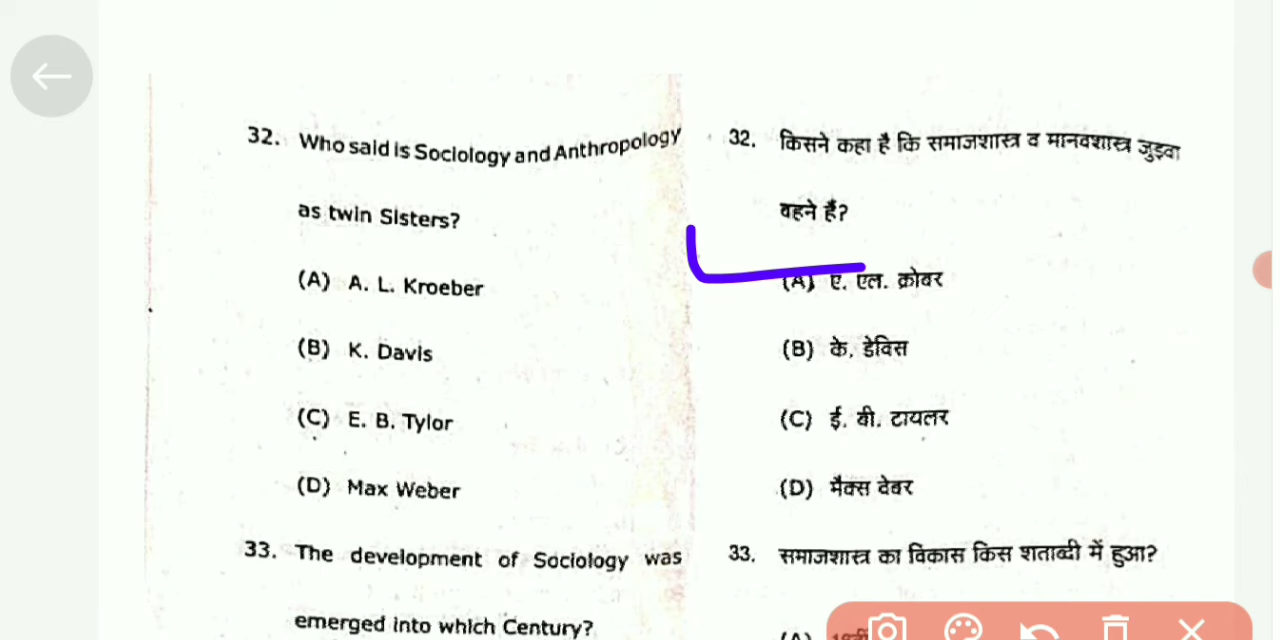 32. Who said is Sociology and Anthropology
as twin Sisters?
(A) A. L. Kroeber
(B) K. Davis
(C) E. B. Tylor
(D) Max Weber
33. The development of Sociology was
emerged into which Century?
32. किसने कहा है कि समाजशास्त्र व मानवशास्त्र जुड़वा
बहने हैं?
(A) ए. एल. क्रोबर
(B) के. डेविस
(C) ई. बी. टायलर
(D) मैक्स वेबर
33. समाजशास्त्र का विकास किस शताब्दी में हुआ?
(A)